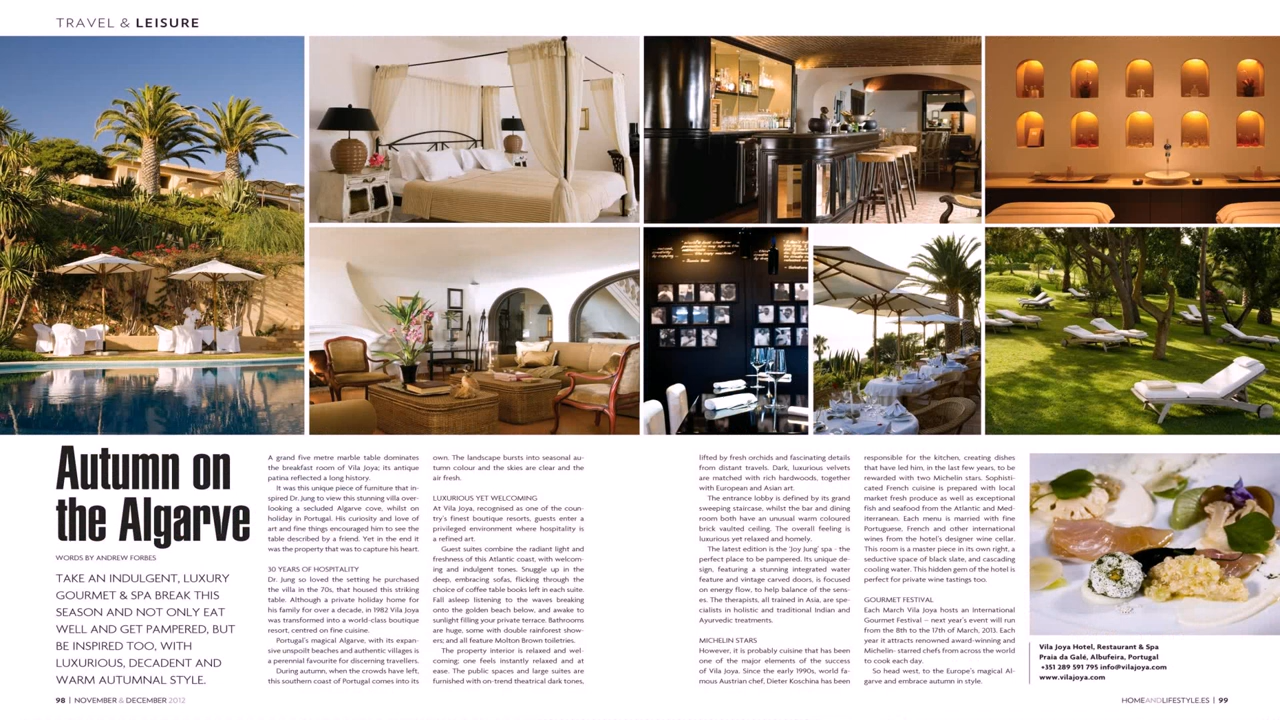 TRAVEL & LEISURE
Autumn on
the Algarve
WORDS BY ANDREW FORBES
TAKE AN INDULGENT, LUXURY
GOURMET & SPA BREAK THIS
SEASON AND NOT ONLY EAT
WELL AND GET PAMPERED, BUT
BE INSPIRED TOO, WITH
LUXURIOUS, DECADENT AND
WARM AUTUMNAL STYLE.
A grand five metre marble table dominates
the breakfast room of Vila Joya; its antique
patina reflected a long history.
It was this unique piece of furniture that in-
spired Dr. Jung to view this stunning villa over-
looking a secluded Algarve cove, whilst on
holiday in Portugal. His curiosity and love of
art and fine things encouraged him to see the
table described by a friend. Yet in the end it
was the property that was to capture his heart.
30 YEARS OF HOSPITALITY
Dr. Jung so loved the setting he purchased
the villa in the 70s, that housed this striking
table. Although a private holiday home for
his family for over a decade, in 1982 Vila Joya
was transformed into a world-class boutique
resort, centred on fine cuisine.
Portugal's magical Algarve, with its expan-
sive unspoilt beaches and authentic villages is
a perennial favourite for discerning travellers.
During autumn, when the crowds have left,
this southern coast of Portugal comes into its
own. The landscape bursts into seasonal au-
tumn colour and the skies are clear and the
air fresh.
LUXURIOUS YET WELCOMING
At Vila Joya, recognised as one of the coun-
try's finest boutique resorts, guests enter a
privileged environment where hospitality is
a refined art.
Guest suites combine the radiant light and
freshness of this Atlantic coast, with welcom-
ing and indulgent tones. Snuggle up in the
deep, embracing sofas, flicking through the
choice of coffee table books left in each suite.
Fall asleep listening to the waves breaking
onto the golden beach below, and awake to
sunlight filling your private terrace. Bathrooms
are huge, some with double rainforest show-
ers; and all feature Molton Brown toiletries.
The property interior is relaxed and wel-
coming; one feels instantly relaxed and at
ease. The public spaces and large suites are
furnished with on-trend theatrical dark tones,
lifted by fresh orchids and fascinating details
from distant travels. Dark, luxurious velvets
are matched with rich hardwoods, together
with European and Asian art.
The entrance lobby is defined by its grand
sweeping staircase, whilst the bar and dining
room both have an unusual warm coloured
brick vaulted ceiling. The overall feeling is
luxurious yet relaxed and homely.
The latest edition is the 'Joy Jung' spa - the
perfect place to be pampered. Its unique de-
sign, featuring a stunning integrated water
feature and vintage carved doors, is focused
on energy flow, to help balance of the sens-
es. The therapists, all trained in Asia, are spe-
cialists in holistic and traditional Indian and
Ayurvedic treatments.
MICHELIN STARS
However, it is probably cuisine that has been
one of the major elements of the success
of Vila Joya. Since the early 1990s, world fa-
mous Austrian chef, Dieter Koschina has been
responsible for the kitchen, creating dishes
that have led him, in the last few years, to be
rewarded with two Michelin stars. Sophisti-
cated French cuisine is prepared with local
market fresh produce as well as exceptional
fish and seafood from the Atlantic and Med-
iterranean. Each menu is married with fine
Portuguese, French and other international
wines from the hotel's designer wine cellar.
This room is a master piece in its own right, a
seductive space of black slate, and cascading
cooling water. This hidden gem of the hotel is
perfect for private wine tastings too.
GOURMET FESTIVAL
Each March Vila Joya hosts an International
Gourmet Festival – next year's event will run
from the 8th to the 17th of March, 2013. Each
year it attracts renowned award-winning and
Michelin- starred chefs from across the world
to cook each day.
So head west, to the Europe's magical Al-
garve and embrace autumn in style.
Vila Joya Hotel, Restaurant & Spa
Praia da Galé, Albufeira, Portugal
+351 289 591 795 info@vilajoya.com
www.vilajoya.com
98 | NOVEMBER & DECEMBER 2012
HOMEANDLIFESTYLE.ES | 99